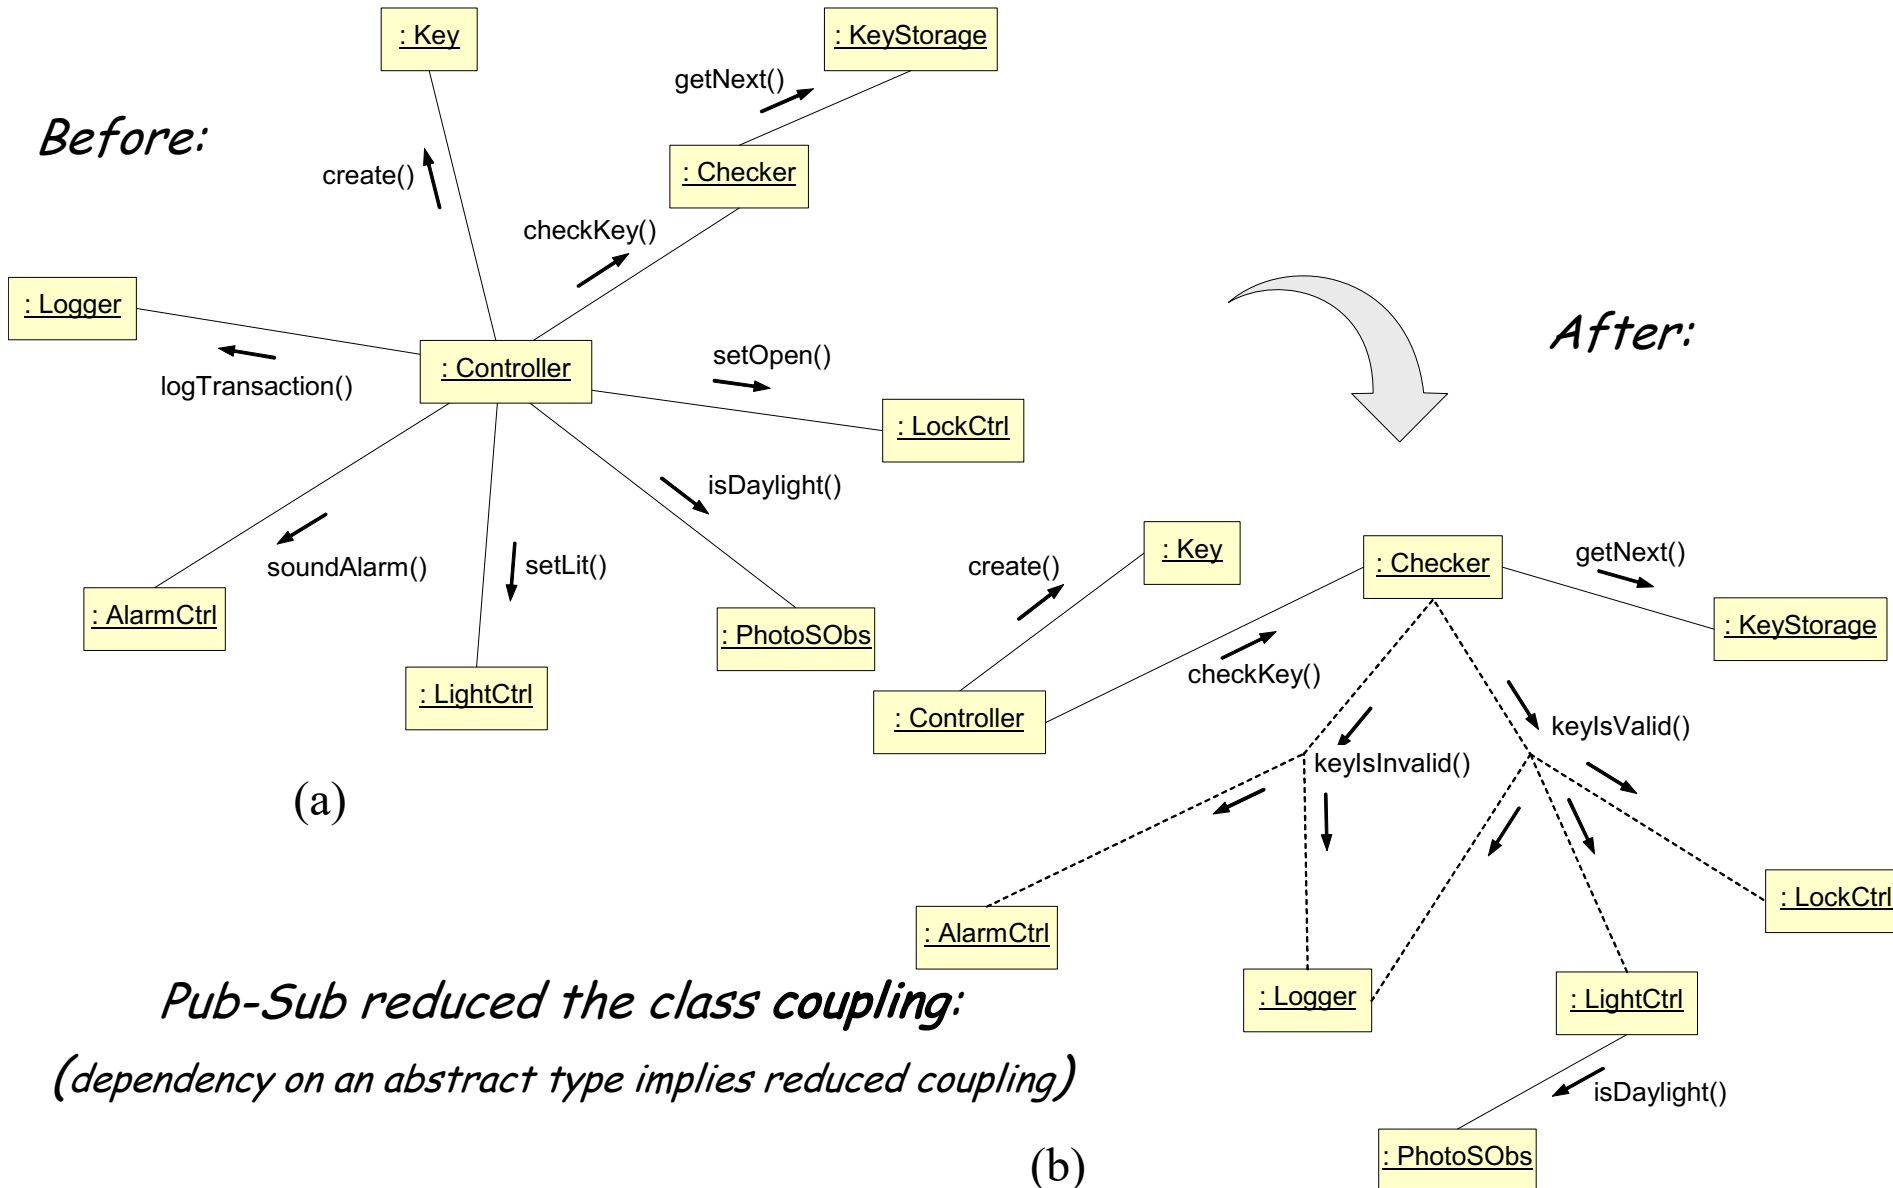 Before:
: Key
: KeyStorage
getNext()
create()
: Checker
checkKey()
: Logger
logTransaction()
: Controller
setOpen()
: LockCtrl
isDaylight()
soundAlarm()
setLit()
: AlarmCtrl
: PhotoSObs
: LightCtrl
(a)
After:
create()
: Key
: Checker
getNext()
: KeyStorage
checkKey()
: Controller
keyIsInvalid()
keyIsValid()
: LockCtrl
: AlarmCtrl
: Logger
: LightCtrl
isDaylight()
: PhotoSObs
Pub-Sub reduced the class coupling:
(dependency on an abstract type implies reduced coupling)
(b)